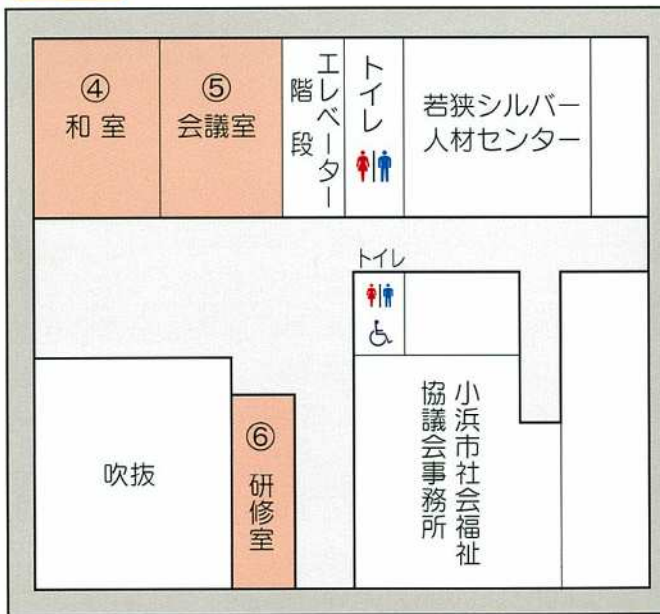 ④
和室
⑤
会議室
エレベーター
階段
トイレ
若狭シルバー
人材センター
トイレ
吹抜
⑥
研修室
小浜市社会福祉
協議会事務所